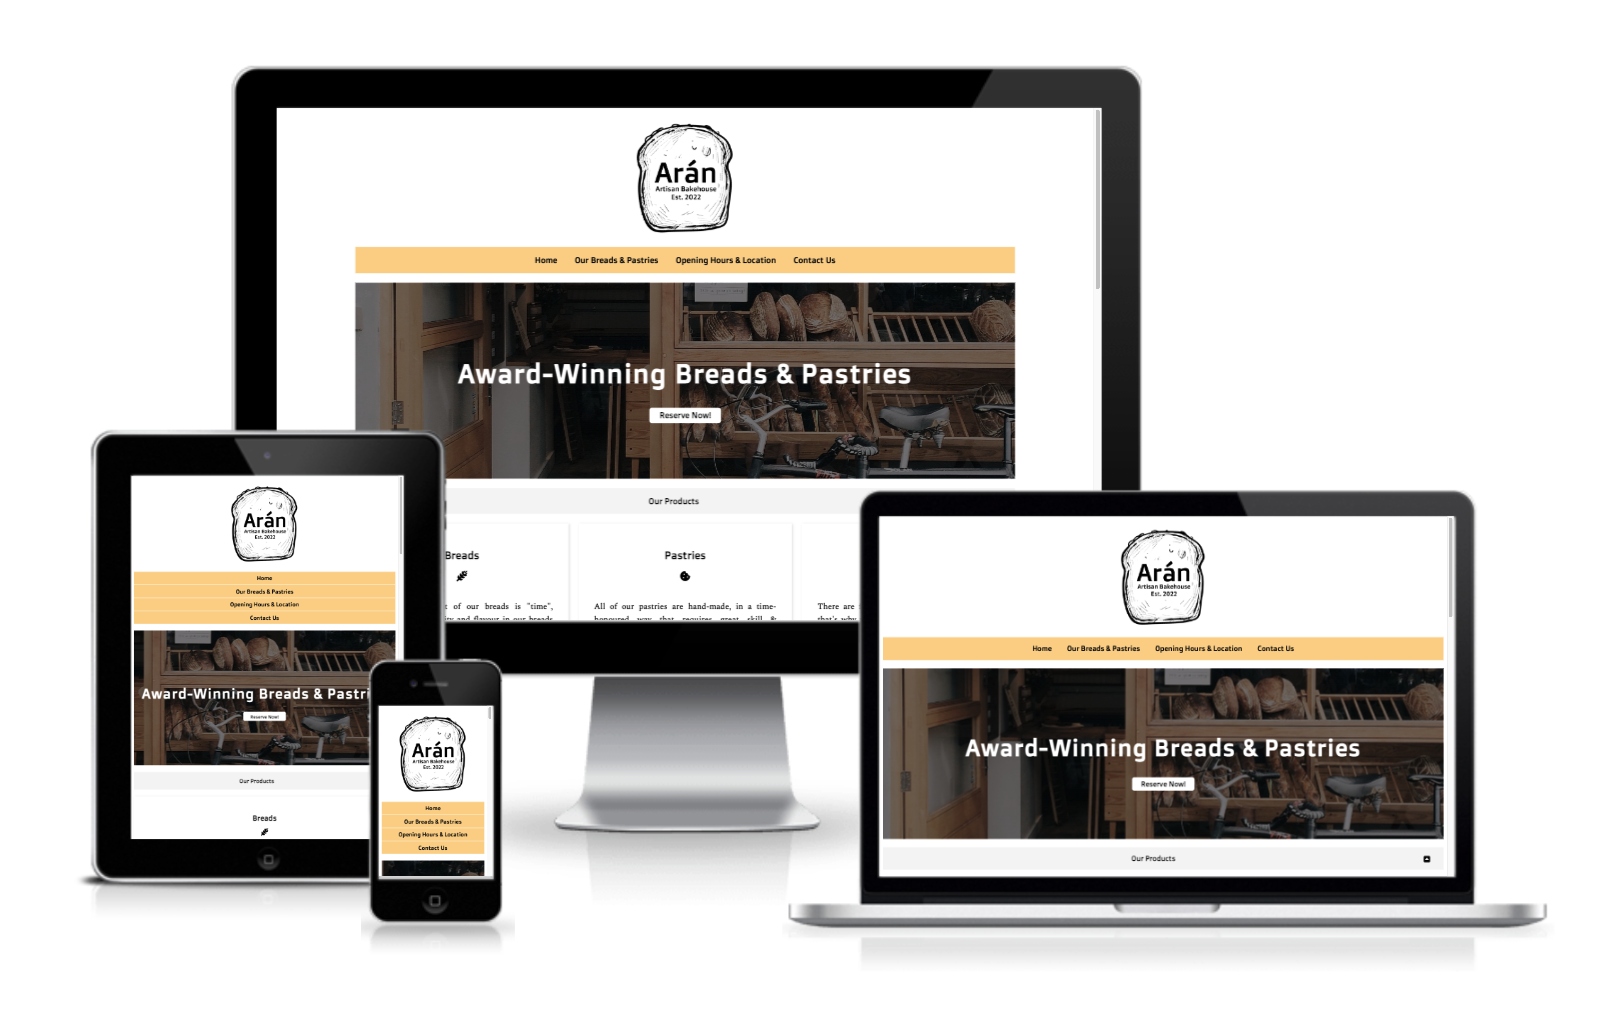 Arán
Artisan Bakehouse
Est. 2022
Home Our Breads & Pastries Opening Hours & Location Contact Us
Award-Winning Breads & Pastries
Reserve Now!
Our Products
Breads
Pastries
of our breads is "time",
and flavour in our breads
All of our pastries are hand-made, in a time-
honoured way that requires great skill &
There are
that's why
Arán
Artisan Bakehouse
Est. 2022
Home
Our Breads & Pastries
Opening Hours & Location
Contact Us
Award-Winning Breads & Pastri
Reserve Now!
Our Products
Breads
Arán
Artisan Bakehouse
Est. 2022
Home
Our Breads & Pastries
Opening Hours & Location
Contact Us
Arán
Artisan Bakehouse
Est. 2022
Home Our Breads & Pastries Opening Hours & Location Contact Us
Award-Winning Breads & Pastries
Reserve Now!
Our Products